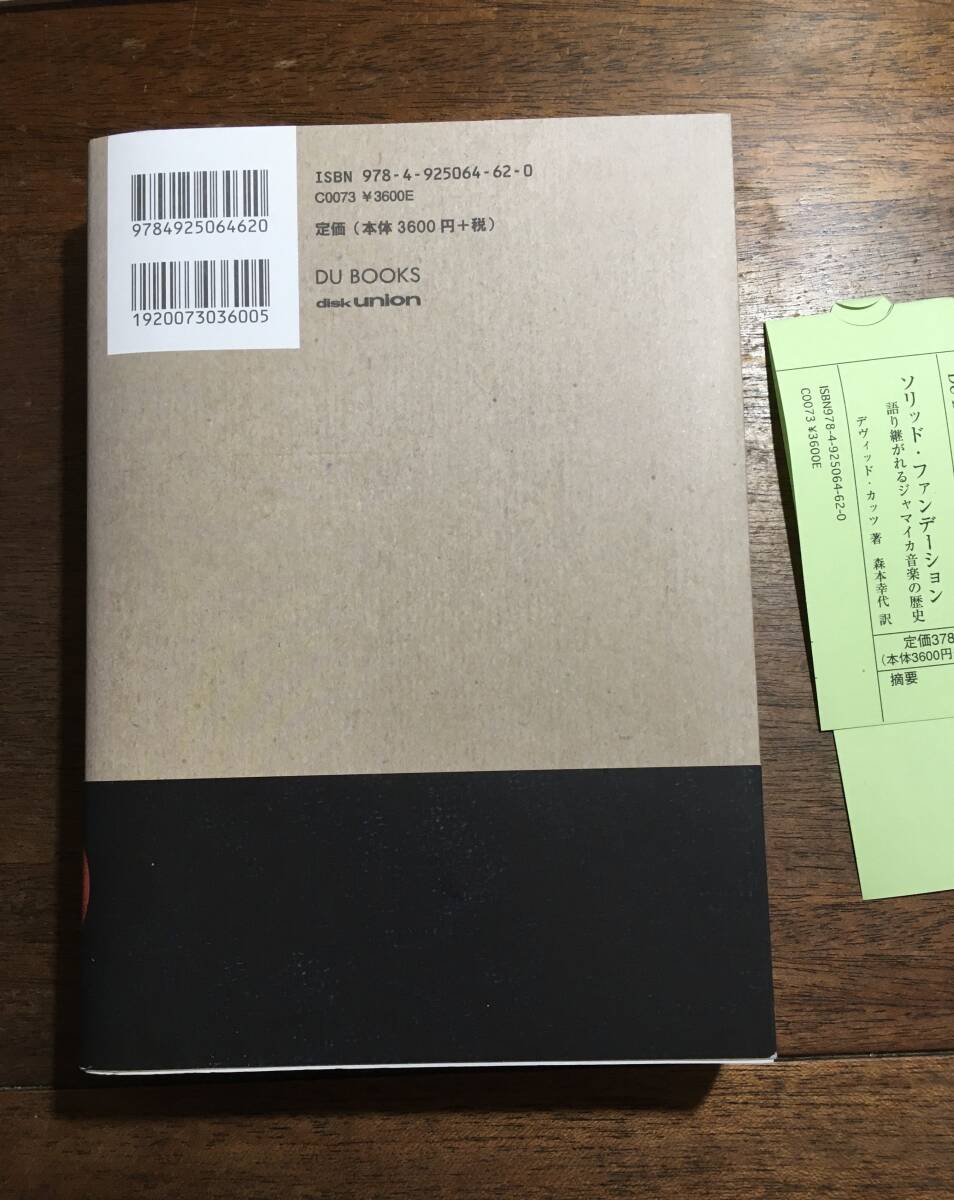 9784925064620
1920073036005
ISBN 978-4-925064-62-0
C0073 ¥3600E
定価（本体3600円＋税）
DU BOOKS
disk union
ソリッド・ファンデーション
語り継がれるジャマイカ音楽の歴史
デヴィッド・カッツ 著 森本幸代 訳
ISBN978-4-925064-62-0
C0073 ¥3600E
定価378
（本体3600円
摘要